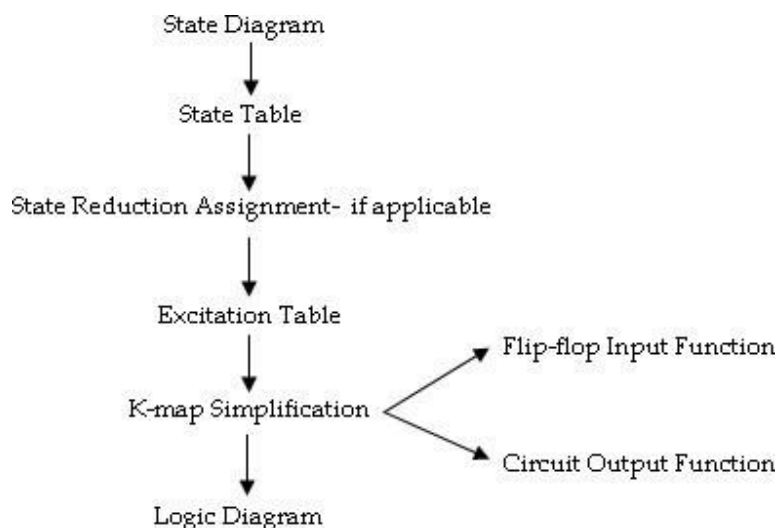 State Diagram
State Table
State Reduction Assignment- if applicable
Excitation Table
Flip-flop Input Function
K-map Simplification
Circuit Output Function
Logic Diagram